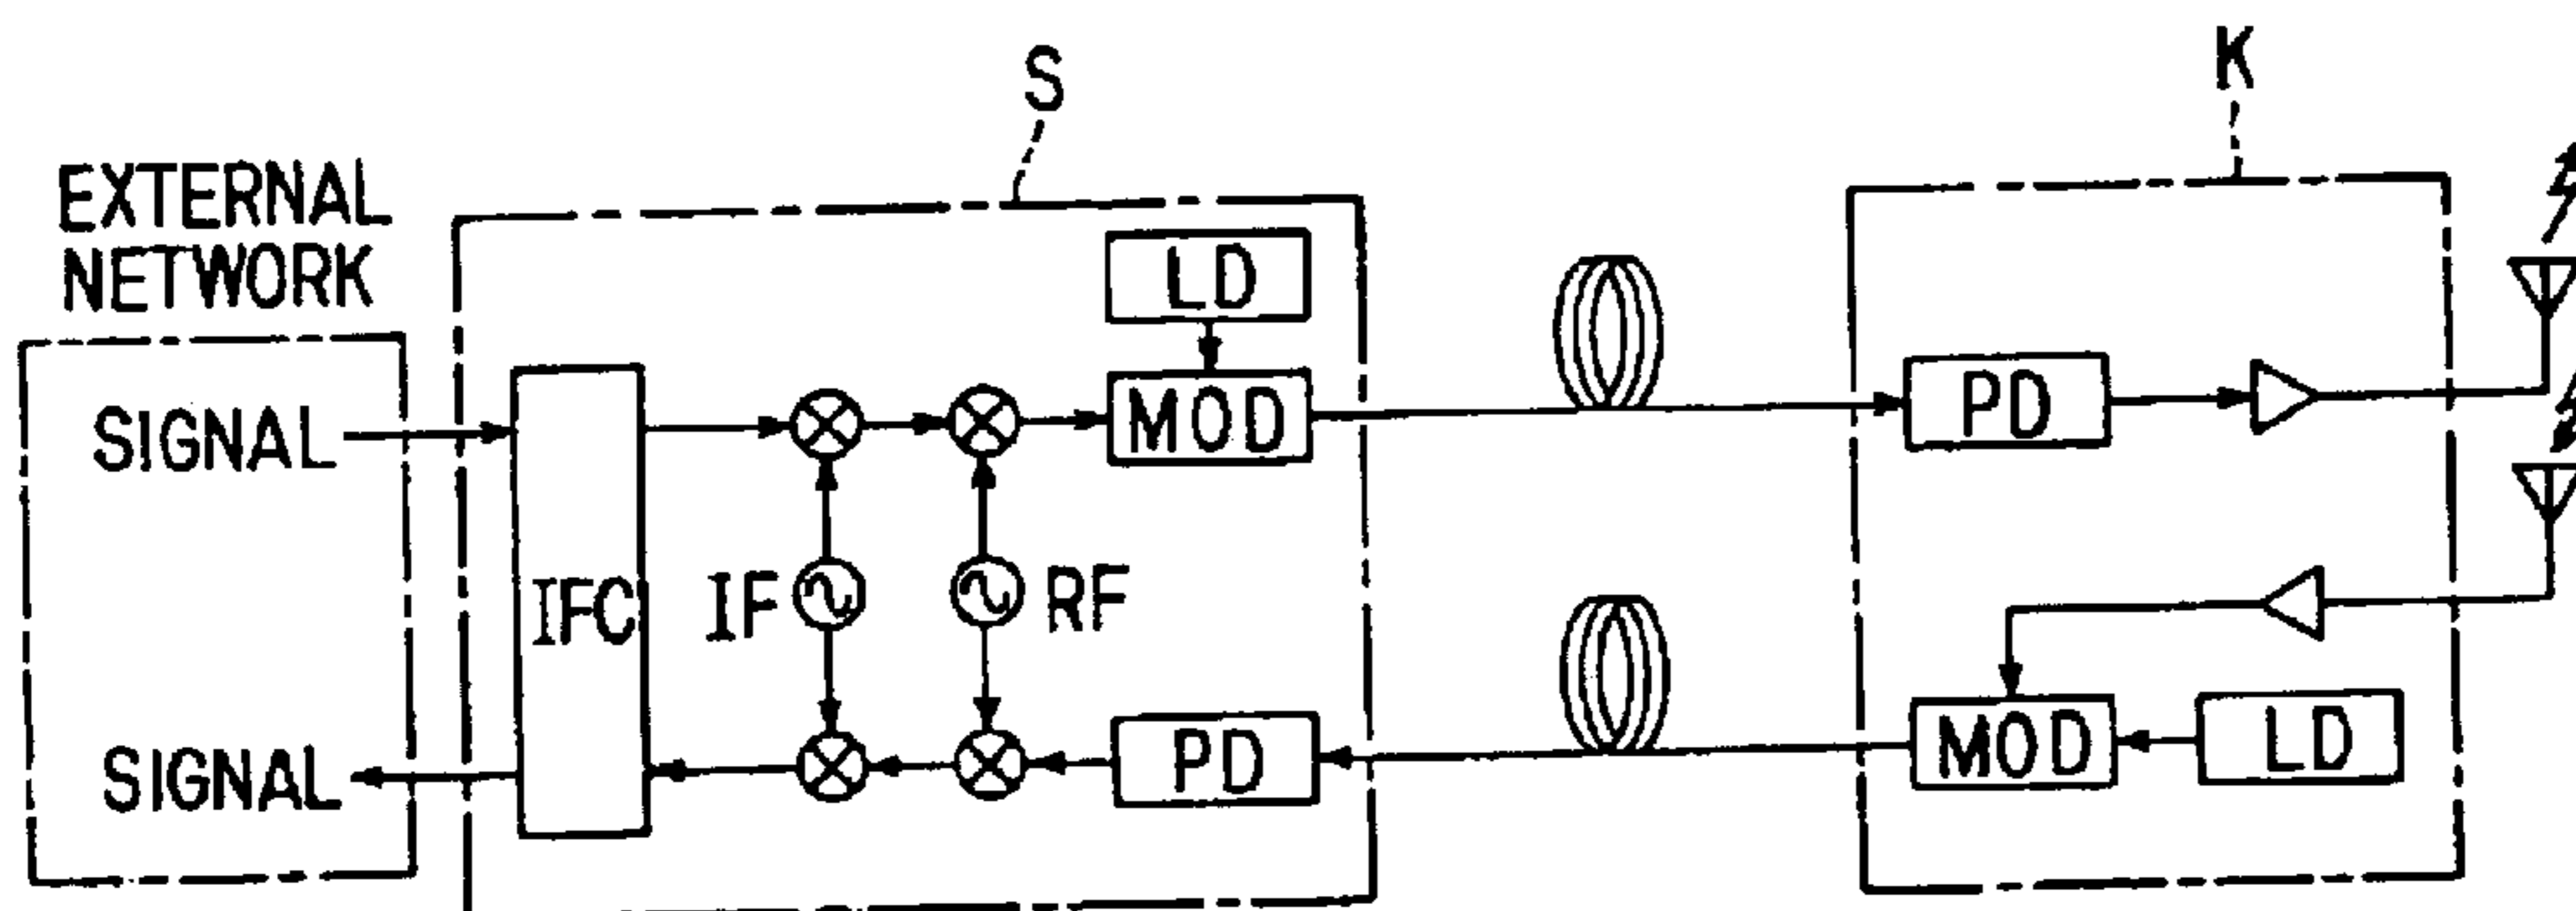 S
K
EXTERNAL
NETWORK
LD
SIGNAL
MOD
PD
IFC
IF
RF
SIGNAL
PD
MOD
LD